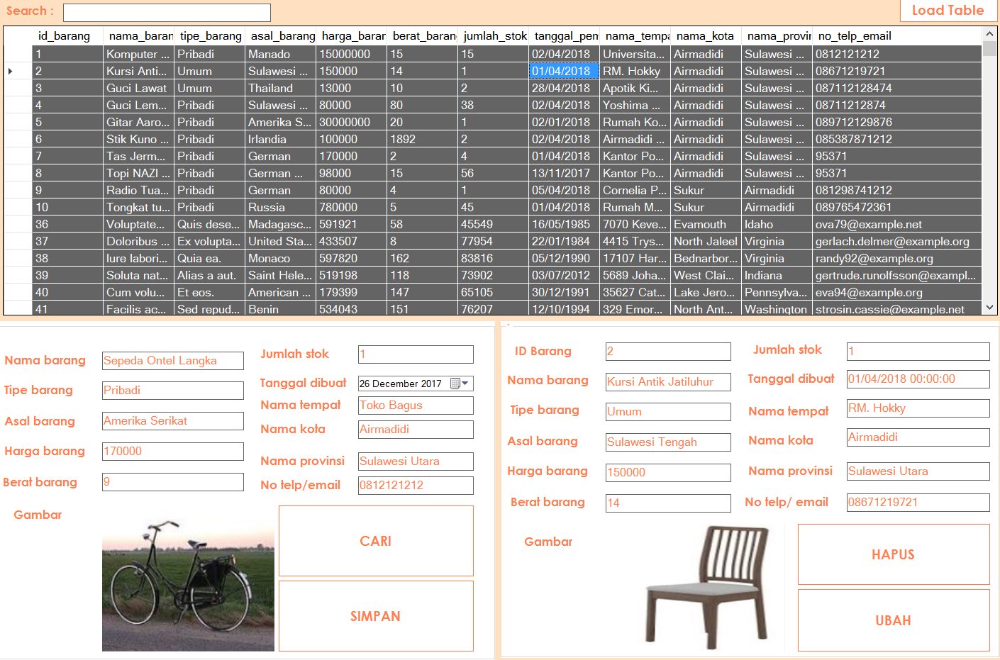 Search :
Load Table
id_barang nama_baran tipe_barang asal_barang harga_barar berat_baran jumlah_stok tanggal_pem nama_tempa nama_kota nama_provin no_telp_email
1 Komputer ... Pribadi Manado 15000000 15 15 02/04/2018 Universita... Airmadidi Sulawesi ... 0812121212
2 Kursi Anti... Umum Sulawesi ... 150000 14 1 01/04/2018 RM. Hokky Airmadidi Sulawesi ... 08671219721
3 Guci Lawat Umum Thailand 13000 10 2 28/04/2018 Apotik Ki... Airmadidi Sulawesi ... 087112128474
4 Guci Lem... Pribadi Sulawesi ... 80000 80 38 02/04/2018 Yoshima ... Airmadidi Sulawesi ... 08711212874
5 Gitar Aaro... Pribadi Amerika S... 30000000 20 1 02/01/2018 Rumah Ko... Airmadidi Sulawesi ... 089712129876
6 Stik Kuno ... Pribadi Irlandia 100000 1892 2 02/04/2018 Airmadidi ... Airmadidi Sulawesi ... 085387871212
7 Tas Jerm... Pribadi German 170000 2 4 01/04/2018 Kantor Po... Airmadidi Sulawesi ... 95371
8 Topi NAZI ... Pribadi German ... 98000 15 56 13/11/2017 Kantor Po... Airmadidi Sulawesi ... 95371
9 Radio Tua... Pribadi German 80000 4 1 05/04/2018 Cornelia P... Sukur Airmadidi 081298741212
10 Tongkat tu... Pribadi Russia 780000 5 45 01/04/2018 Rumah M... Sukur Airmadidi 089765472361
36 Voluptate... Quis dese... Madagasc... 591921 58 45549 16/05/1985 7070 Keve... Evamouth Idaho ova79@example.net
37 Doloribus ... Ex volupta... United Sta... 433507 8 77954 22/01/1984 4415 Trys... North Jaleel Virginia gerlach.delmer@example.org
38 Iure labori... Quia ea. Monaco 597820 162 83816 05/12/1990 17107 Har... Bednarbor... Virginia randy92@example.org
39 Soluta nat... Alias a aut. Saint Hele... 519198 118 73902 03/07/2012 5689 Joha... West Clai... Indiana gertrude.runolfsson@exampl...
40 Cum volu... Et eos. American ... 179399 147 65105 30/12/1991 35627 Cat... Lake Jero... Pennsylva... eva94@example.org
41 Facilis ac... Sed repud... Benin 534043 151 76207 12/10/1994 329 Emor... North Ant... Washington strosin.cassie@example.net
Nama barang Sepeda Ontel Langka
Tipe barang Pribadi
Asal barang Amerika Serikat
Harga barang 170000
Berat barang 9
Gambar
Jumlah stok 1
Tanggal dibuat 26 December 2017
Nama tempat Toko Bagus
Nama kota Airmadidi
Nama provinsi Sulawesi Utara
No telp/email 0812121212
CARI
SIMPAN
ID Barang 2
Nama barang Kursi Antik Jatiluhur
Tipe barang Umum
Asal barang Sulawesi Tengah
Harga barang 150000
Berat barang 14
Gambar
Jumlah stok 1
Tanggal dibuat 01/04/2018 00:00:00
Nama tempat RM. Hokky
Nama kota Airmadidi
Nama provinsi Sulawesi Utara
No telp/ email 08671219721
HAPUS
UBAH